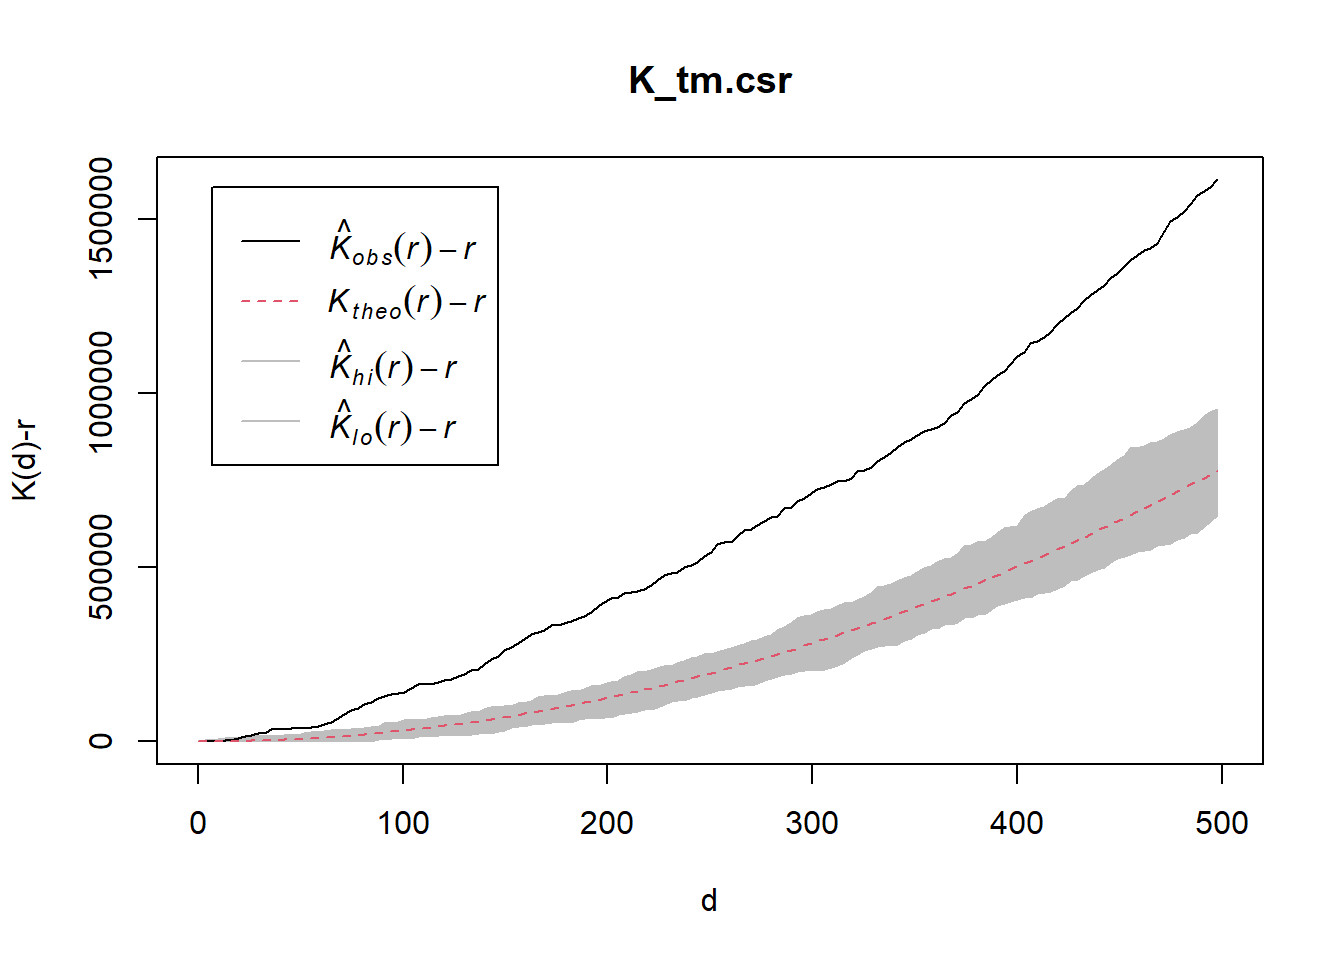 K_tm.csr
K̂obs(r) − r
Ktheo(r) − r
K̂hi(r) − r
K̂lo(r) − r
K(d)-r
1500000
1000000
500000
0
0 100 200 300 400 500
d